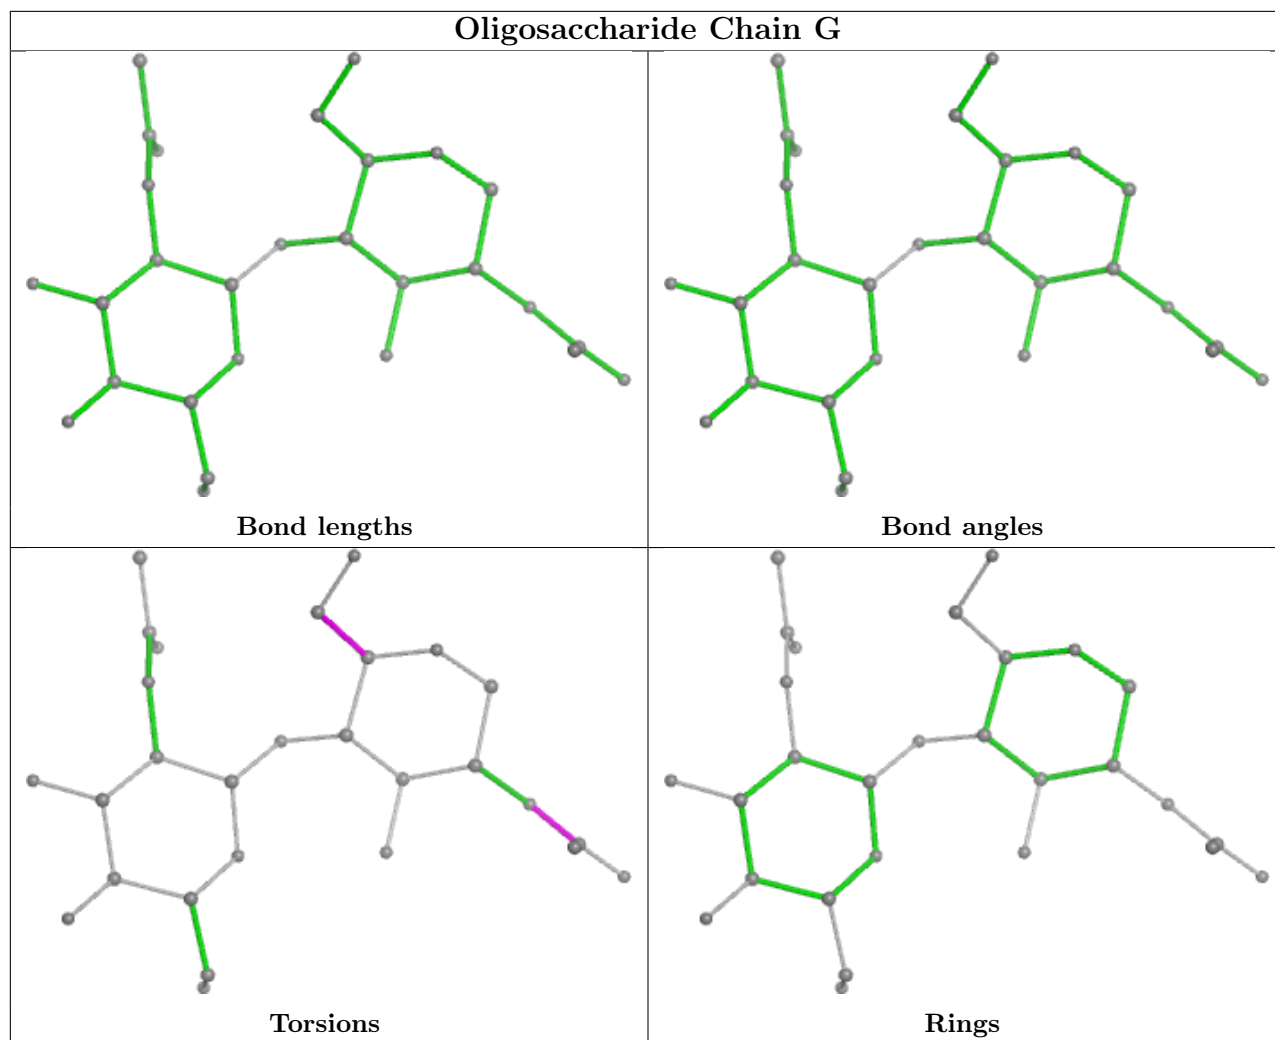 Oligosaccharide Chain G
Bond lengths
Bond angles
Torsions
Rings